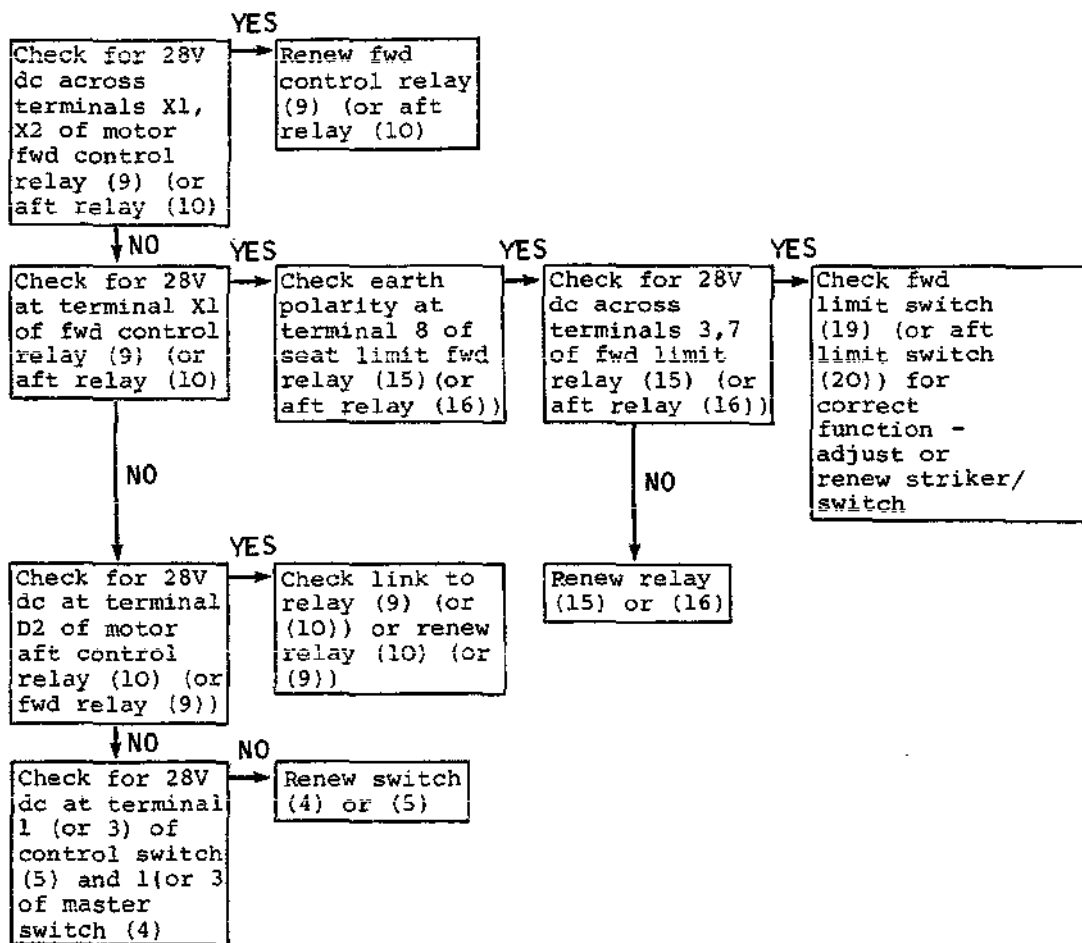 YES
Check for 28V
dc across
terminals X1,
X2 of motor
fwd control
relay (9) (or
aft relay (10)
Renew fwd
control relay
(9) (or aft
relay (10)
NO
YES
YES
YES
Check for 28V
at terminal X1
of fwd control
relay (9) (or
aft relay (10)
Check earth
polarity at
terminal 8 of
seat limit fwd
relay (15)(or
aft relay (16))
Check for 28V
dc across
terminals 3,7
of fwd limit
relay (15) (or
aft relay (16))
Check fwd
limit switch
(19) (or aft
limit switch
(20)) for
correct
function -
adjust or
renew striker/
switch
NO
NO
YES
Check for 28V
dc at terminal
D2 of motor
aft control
relay (10) (or
fwd relay (9))
Check link to
relay (9) (or
(10)) or renew
relay (10) (or
(9))
Renew relay
(15) or (16)
NO
NO
Check for 28V
dc at terminal
1 (or 3) of
control switch
(5) and 1(or 3
of master
switch (4)
Renew switch
(4) or (5)